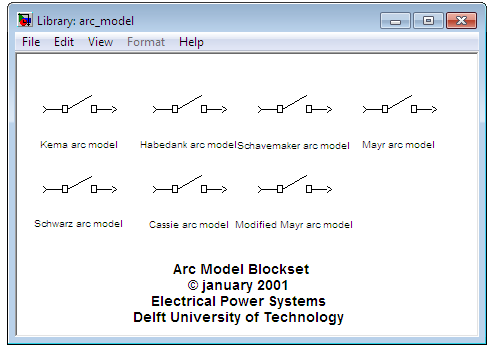 Library: arc_model
File Edit View Format Help
Kema arc model Habedank arc model Schavemaker arc model Mayr arc model
Schwarz arc model Cassie arc model Modified Mayr arc model
Arc Model Blockset
© january 2001
Electrical Power Systems
Delft University of Technology